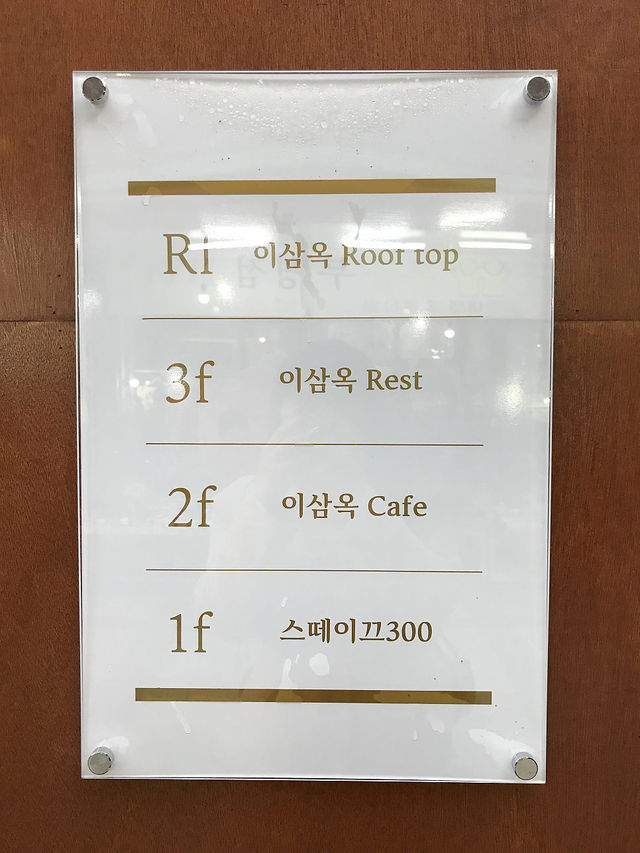 Rf 이삼옥 Roof top
3f 이삼옥 Rest
2f 이삼옥 Cafe
1f 스떼이끄300